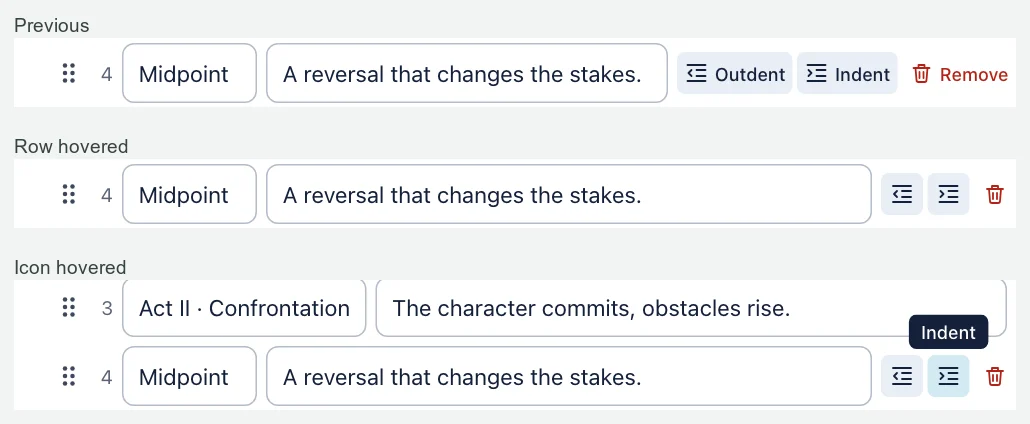 Previous
4 Midpoint A reversal that changes the stakes. Outdent Indent Remove
Row hovered
4 Midpoint A reversal that changes the stakes.
Icon hovered
3 Act II · Confrontation The character commits, obstacles rise.
Indent
4 Midpoint A reversal that changes the stakes.